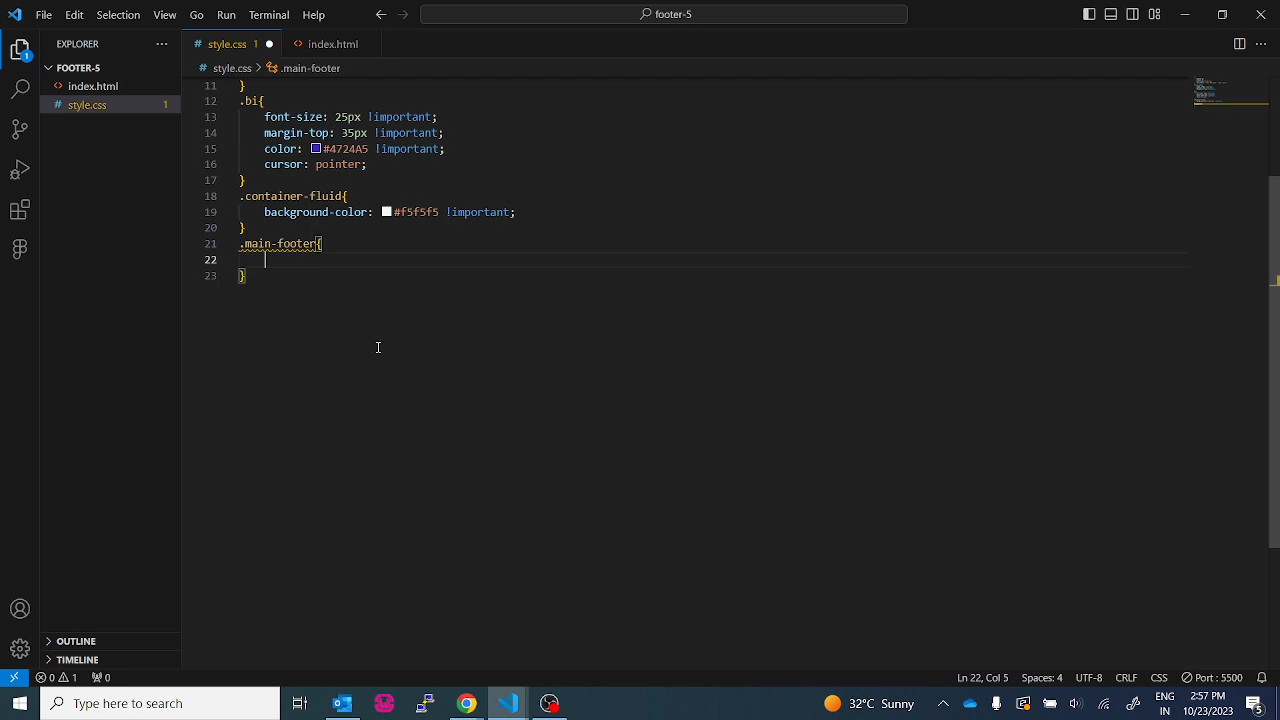 File Edit Selection View Go Run Terminal Help footer-5
EXPLORER
style.css 1 index.html
FOOTER-5
index.html
style.css 1
style.css .main-footer
11 }
12 .bi{
13 font-size: 25px !important;
14 margin-top: 35px !important;
15 color: #4724A5 !important;
16 cursor: pointer;
17 }
18 .container-fluid{
19 background-color: #f5f5f5 !important;
20 }
21 .main-footer{
22
23 }
OUTLINE
TIMELINE
0 1 0 Ln 22, Col 5 Spaces: 4 UTF-8 CRLF CSS Port : 5500
Type here to search 32°C Sunny ENG 2:57 PM
IN 10/23/2023 5